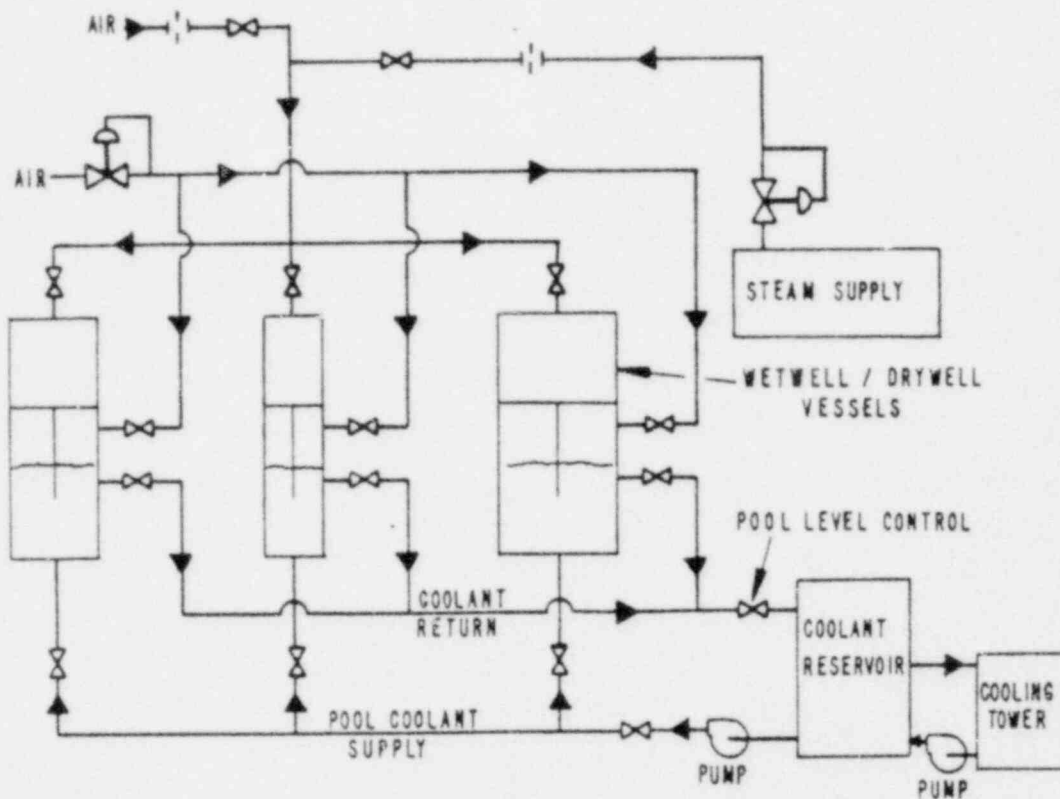 AIR
AIR
STEAM SUPPLY
WETWELL / DRYWELL
VESSELS
POOL LEVEL CONTROL
COOLANT
RETURN
COOLANT
RESERVOIR
COOLING
TOWER
POOL COOLANT
SUPPLY
PUMP
PUMP